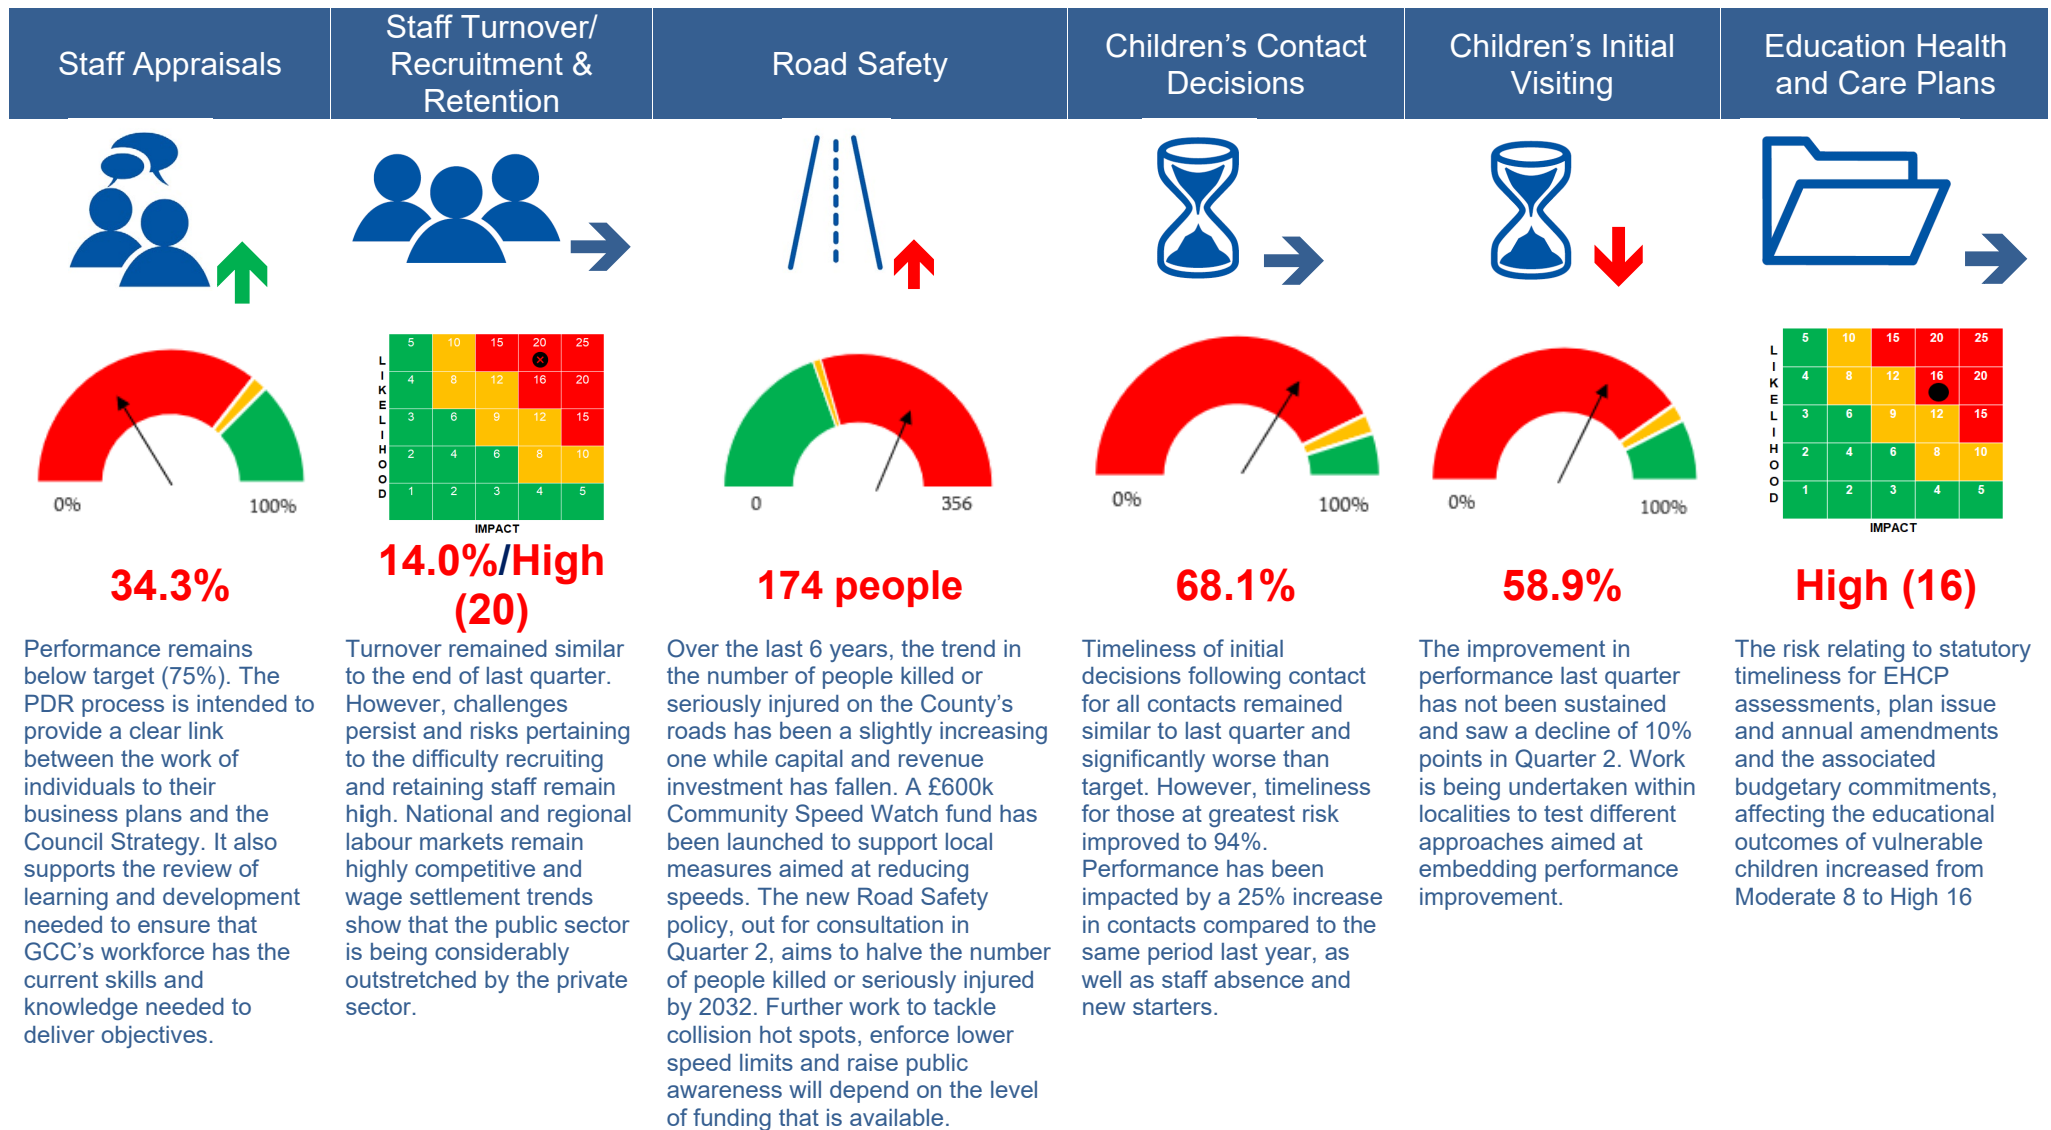 Staff Appraisals
Staff Turnover/
Recruitment &
Retention
Road Safety
Children’s Contact
Decisions
Children’s Initial
Visiting
Education Health
and Care Plans
0%
100%
34.3%
Performance remains
below target (75%). The
PDR process is intended to
provide a clear link
between the work of
individuals to their
business plans and the
Council Strategy. It also
supports the review of
learning and development
needed to ensure that
GCC’s workforce has the
current skills and
knowledge needed to
deliver objectives.
LIKELIHOOD
5 10 15 20 25
4 8 12 16 20
3 6 9 12 15
2 4 6 8 10
1 2 3 4 5
IMPACT
14.0%/High
(20)
Turnover remained similar
to the end of last quarter.
However, challenges
persist and risks pertaining
to the difficulty recruiting
and retaining staff remain
high. National and regional
labour markets remain
highly competitive and
wage settlement trends
show that the public sector
is being considerably
outstretched by the private
sector.
0
356
174 people
Over the last 6 years, the trend in
the number of people killed or
seriously injured on the County’s
roads has been a slightly increasing
one while capital and revenue
investment has fallen. A £600k
Community Speed Watch fund has
been launched to support local
measures aimed at reducing
speeds. The new Road Safety
policy, out for consultation in
Quarter 2, aims to halve the number
of people killed or seriously injured
by 2032. Further work to tackle
collision hot spots, enforce lower
speed limits and raise public
awareness will depend on the level
of funding that is available.
0%
100%
68.1%
Timeliness of initial
decisions following contact
for all contacts remained
similar to last quarter and
significantly worse than
target. However, timeliness
for those at greatest risk
improved to 94%.
Performance has been
impacted by a 25% increase
in contacts compared to the
same period last year, as
well as staff absence and
new starters.
0%
100%
58.9%
The improvement in
performance last quarter
has not been sustained
and saw a decline of 10%
points in Quarter 2. Work
is being undertaken within
localities to test different
approaches aimed at
embedding performance
improvement.
LIKELIHOOD
5 10 15 20 25
4 8 12 16 20
3 6 9 12 15
2 4 6 8 10
1 2 3 4 5
IMPACT
High (16)
The risk relating to statutory
timeliness for EHCP
assessments, plan issue
and annual amendments
and the associated
budgetary commitments,
affecting the educational
outcomes of vulnerable
children increased from
Moderate 8 to High 16